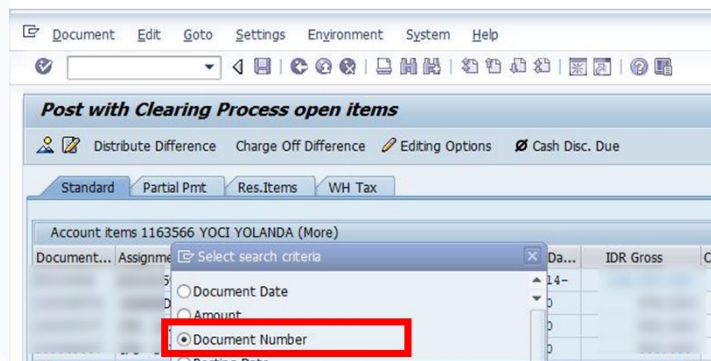 Document Edit Goto Settings Environment System Help
Post with Clearing Process open items
Distribute Difference Charge Off Difference Editing Options Cash Disc. Due
Standard Partial Pmt Res.Items WH Tax
Account items 1163566 YOCI YOLANDA (More)
Document... Assignme Select search criteria Da... IDR Gross C
Document Date 14-
Amount
Document Number
Posting Date